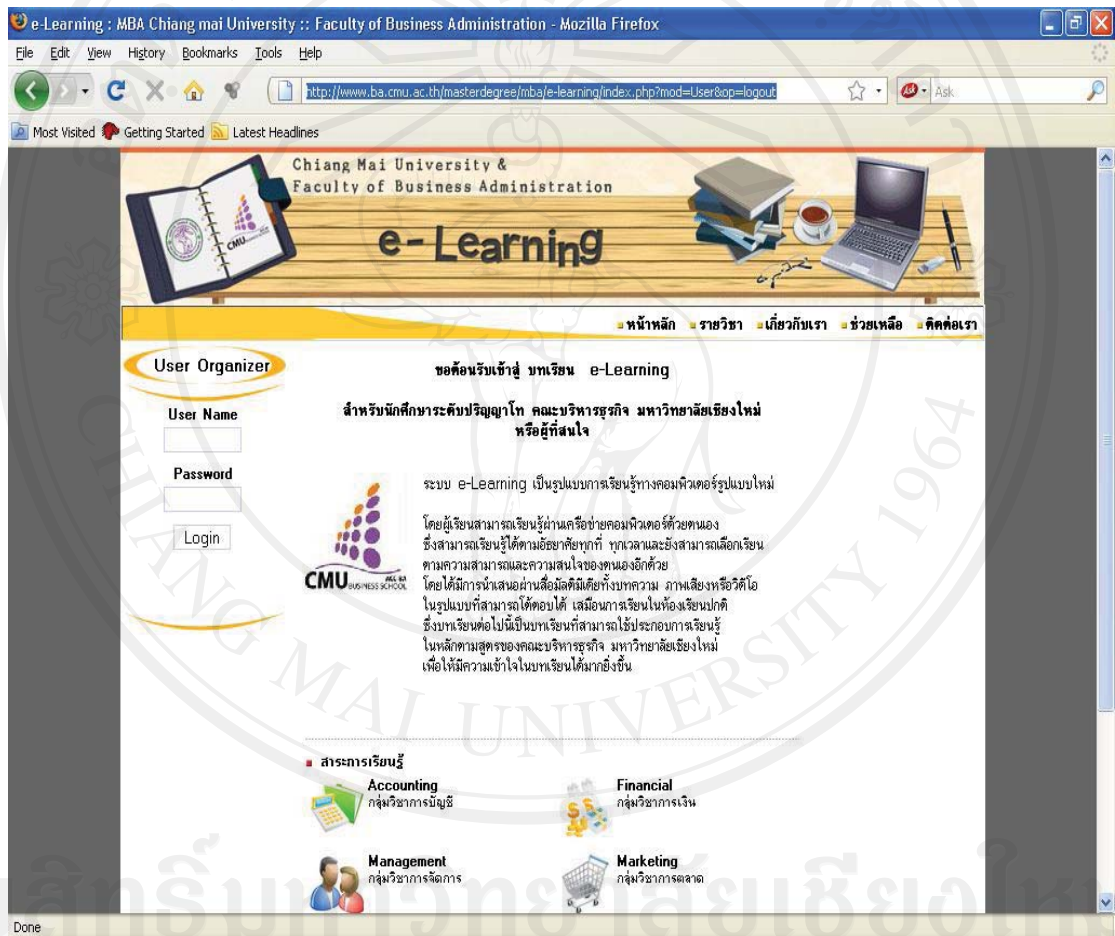 e-Learning : MBA Chiang mai University :: Faculty of Business Administration - Mozilla Firefox
File Edit View History Bookmarks Tools Help
http://www.ba.cmu.ac.th/masterdegree/mba/e-learning/index.php?mod=User&op=logout
Ask
Most Visited Getting Started Latest Headlines
Chiang Mai University &
Faculty of Business Administration
CMU
e-Learning
หน้าหลัก รายวิชา เกี่ยวกับเรา ช่วยเหลือ ติดต่อเรา
User Organizer
User Name
Password
Login
ขอต้อนรับเข้าสู่ บทเรียน e-Learning
สำหรับนักศึกษาระดับปริญญาโท คณะบริหารธุรกิจ มหาวิทยาลัยเชียงใหม่
หรือผู้ที่สนใจ
CMU BUSINESS SCHOOL
ระบบ e-Learning เป็นรูปแบบการเรียนรู้ทางคอมพิวเตอร์รูปแบบใหม่
โดยผู้เรียนสามารถเรียนรู้ผ่านเครือข่ายคอมพิวเตอร์ด้วยตนเอง
ซึ่งสามารถเรียนรู้ได้ตามอัธยาศัยทุกที่ ทุกเวลาและยังสามารถเลือกเรียน
ตามความสามารถและความสนใจของตนเองอีกด้วย
โดยได้มีการนำเสนอผ่านสื่อมัลติมีเดียทั้งบทความ ภาพเสียงหรือวิดีโอ
ในรูปแบบที่สามารถโต้ตอบได้ เสมือนการเรียนในห้องเรียนปกติ
ซึ่งบทเรียนต่อไปนี้เป็นบทเรียนที่สามารถใช้ประกอบการเรียนรู้
ในหลักตามสูตรของคณะบริหารธุรกิจ มหาวิทยาลัยเชียงใหม่
เพื่อให้มีความเข้าใจในบทเรียนได้มากยิ่งขึ้น
สาระการเรียนรู้
Accounting
กลุ่มวิชาการบัญชี
Financial
กลุ่มวิชาการเงิน
Management
กลุ่มวิชาการจัดการ
Marketing
กลุ่มวิชาการตลาด
Done
CHIANG MAI UNIVERSITY 1964